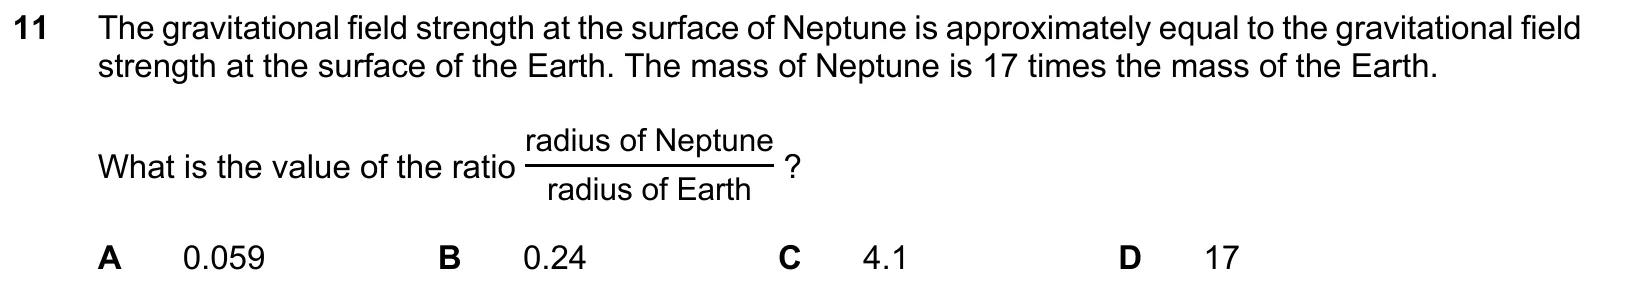 11 The gravitational field strength at the surface of Neptune is approximately equal to the gravitational field
strength at the surface of the Earth. The mass of Neptune is 17 times the mass of the Earth.
What is the value of the ratio radius of Neptune / radius of Earth ?
A 0.059 B 0.24 C 4.1 D 17